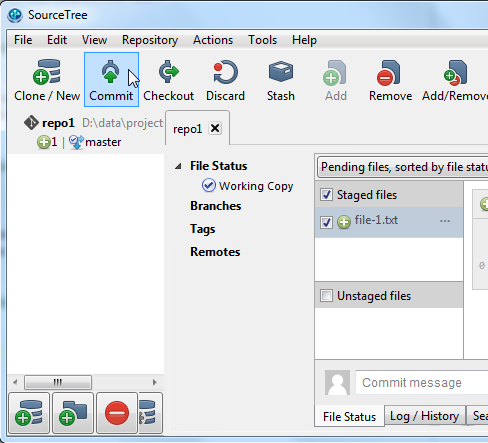 SourceTree
File Edit View Repository Actions Tools Help
Clone / New Commit Checkout Discard Stash Add Remove Add/Remov
repo1 D:\data\project
1 | master
repo1
File Status
Working Copy
Branches
Tags
Remotes
Pending files, sorted by file statu
Staged files
file-1.txt ...
0
Unstaged files
Commit message
File Status Log / History Sea